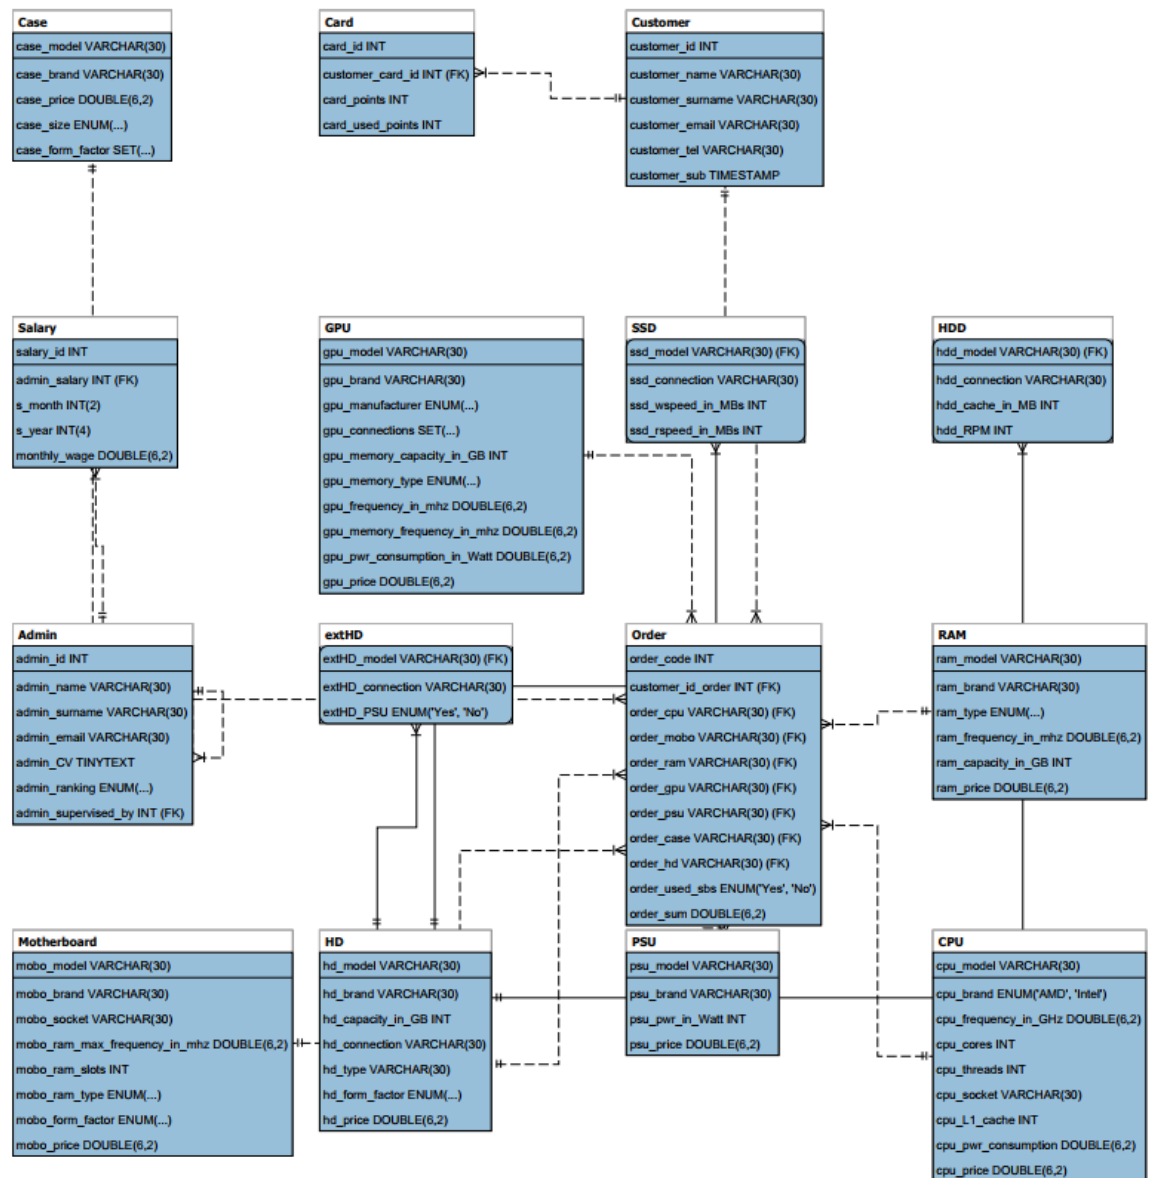 Case
case_model VARCHAR(30)
case_brand VARCHAR(30)
case_price DOUBLE(6,2)
case_size ENUM(...)
case_form_factor SET(...)
Card
card_id INT
customer_card_id INT (FK)
card_points INT
card_used_points INT
Customer
customer_id INT
customer_name VARCHAR(30)
customer_surname VARCHAR(30)
customer_email VARCHAR(30)
customer_tel VARCHAR(30)
customer_sub TIMESTAMP
Salary
salary_id INT
admin_salary INT (FK)
s_month INT(2)
s_year INT(4)
monthly_wage DOUBLE(6,2)
GPU
gpu_model VARCHAR(30)
gpu_brand VARCHAR(30)
gpu_manufacturer ENUM(...)
gpu_connections SET(...)
gpu_memory_capacity_in_GB INT
gpu_memory_type ENUM(...)
gpu_frequency_in_mhz DOUBLE(6,2)
gpu_memory_frequency_in_mhz DOUBLE(6,2)
gpu_pwr_consumption_in_Watt DOUBLE(6,2)
gpu_price DOUBLE(6,2)
SSD
ssd_model VARCHAR(30) (FK)
ssd_connection VARCHAR(30)
ssd_wspeed_in_MBs INT
ssd_rspeed_in_MBs INT
HDD
hdd_model VARCHAR(30) (FK)
hdd_connection VARCHAR(30)
hdd_cache_in_MB INT
hdd_RPM INT
Admin
admin_id INT
admin_name VARCHAR(30)
admin_surname VARCHAR(30)
admin_email VARCHAR(30)
admin_CV TINYTEXT
admin_ranking ENUM(...)
admin_supervised_by INT (FK)
extHD
extHD_model VARCHAR(30) (FK)
extHD_connection VARCHAR(30)
extHD_PSU ENUM('Yes', 'No')
Order
order_code INT
customer_id_order INT (FK)
order_cpu VARCHAR(30) (FK)
order_mobo VARCHAR(30) (FK)
order_ram VARCHAR(30) (FK)
order_gpu VARCHAR(30) (FK)
order_psu VARCHAR(30) (FK)
order_case VARCHAR(30) (FK)
order_hd VARCHAR(30) (FK)
order_used_sbs ENUM('Yes', 'No')
order_sum DOUBLE(6,2)
RAM
ram_model VARCHAR(30)
ram_brand VARCHAR(30)
ram_type ENUM(...)
ram_frequency_in_mhz DOUBLE(6,2)
ram_capacity_in_GB INT
ram_price DOUBLE(6,2)
Motherboard
mobo_model VARCHAR(30)
mobo_brand VARCHAR(30)
mobo_socket VARCHAR(30)
mobo_ram_max_frequency_in_mhz DOUBLE(6,2)
mobo_ram_slots INT
mobo_ram_type ENUM(...)
mobo_form_factor ENUM(...)
mobo_price DOUBLE(6,2)
HD
hd_model VARCHAR(30)
hd_brand VARCHAR(30)
hd_capacity_in_GB INT
hd_connection VARCHAR(30)
hd_type VARCHAR(30)
hd_form_factor ENUM(...)
hd_price DOUBLE(6,2)
PSU
psu_model VARCHAR(30)
psu_brand VARCHAR(30)
psu_pwr_in_Watt INT
psu_price DOUBLE(6,2)
CPU
cpu_model VARCHAR(30)
cpu_brand ENUM('AMD', 'Intel')
cpu_frequency_in_GHz DOUBLE(6,2)
cpu_cores INT
cpu_threads INT
cpu_socket VARCHAR(30)
cpu_L1_cache INT
cpu_pwr_consumption DOUBLE(6,2)
cpu_price DOUBLE(6,2)